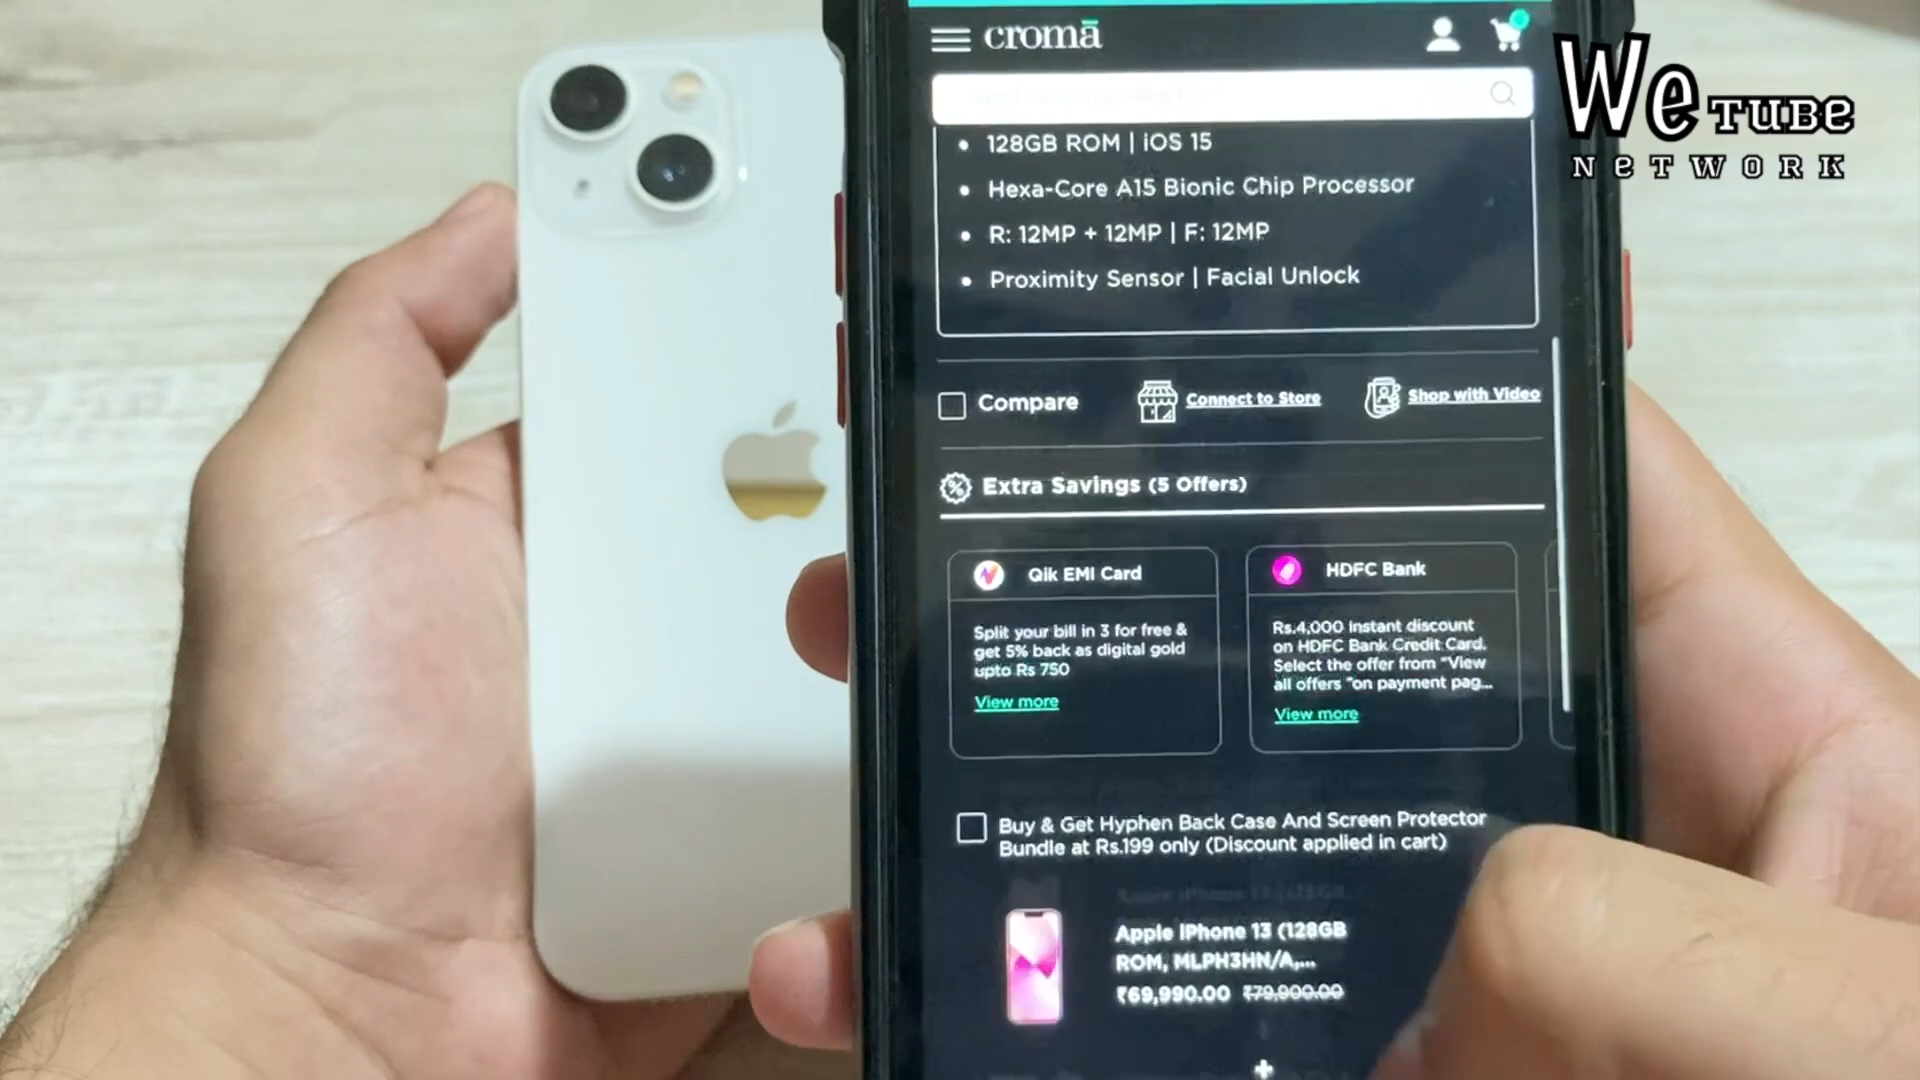 cromā
We TUBE
NETWORK
• 128GB ROM | iOS 15
• Hexa-Core A15 Bionic Chip Processor
• R: 12MP + 12MP | F: 12MP
• Proximity Sensor | Facial Unlock
Compare
Connect to Store
Shop with Video
Extra Savings (5 Offers)
Qik EMI Card
Split your bill in 3 for free &
get 5% back as digital gold
upto Rs 750
View more
HDFC Bank
Rs.4,000 Instant discount
on HDFC Bank Credit Card.
Select the offer from "View
all offers "on payment pag...
View more
Buy & Get Hyphen Back Case And Screen Protector
Bundle at Rs.199 only (Discount applied in cart)
Apple iPhone 13 (128GB
ROM, MLPH3HN/A,...
₹69,990.00 ₹79,900.00
+